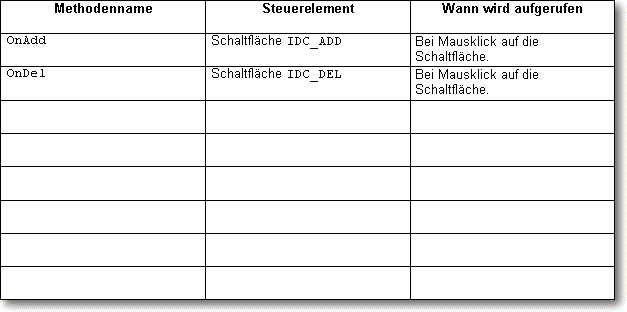 Methodenname Steuerelement Wann wird aufgerufen
OnAdd Schaltfläche IDC_ADD Bei Mausklick auf die
Schaltfläche.
OnDel Schaltfläche IDC_DEL Bei Mausklick auf die
Schaltfläche.